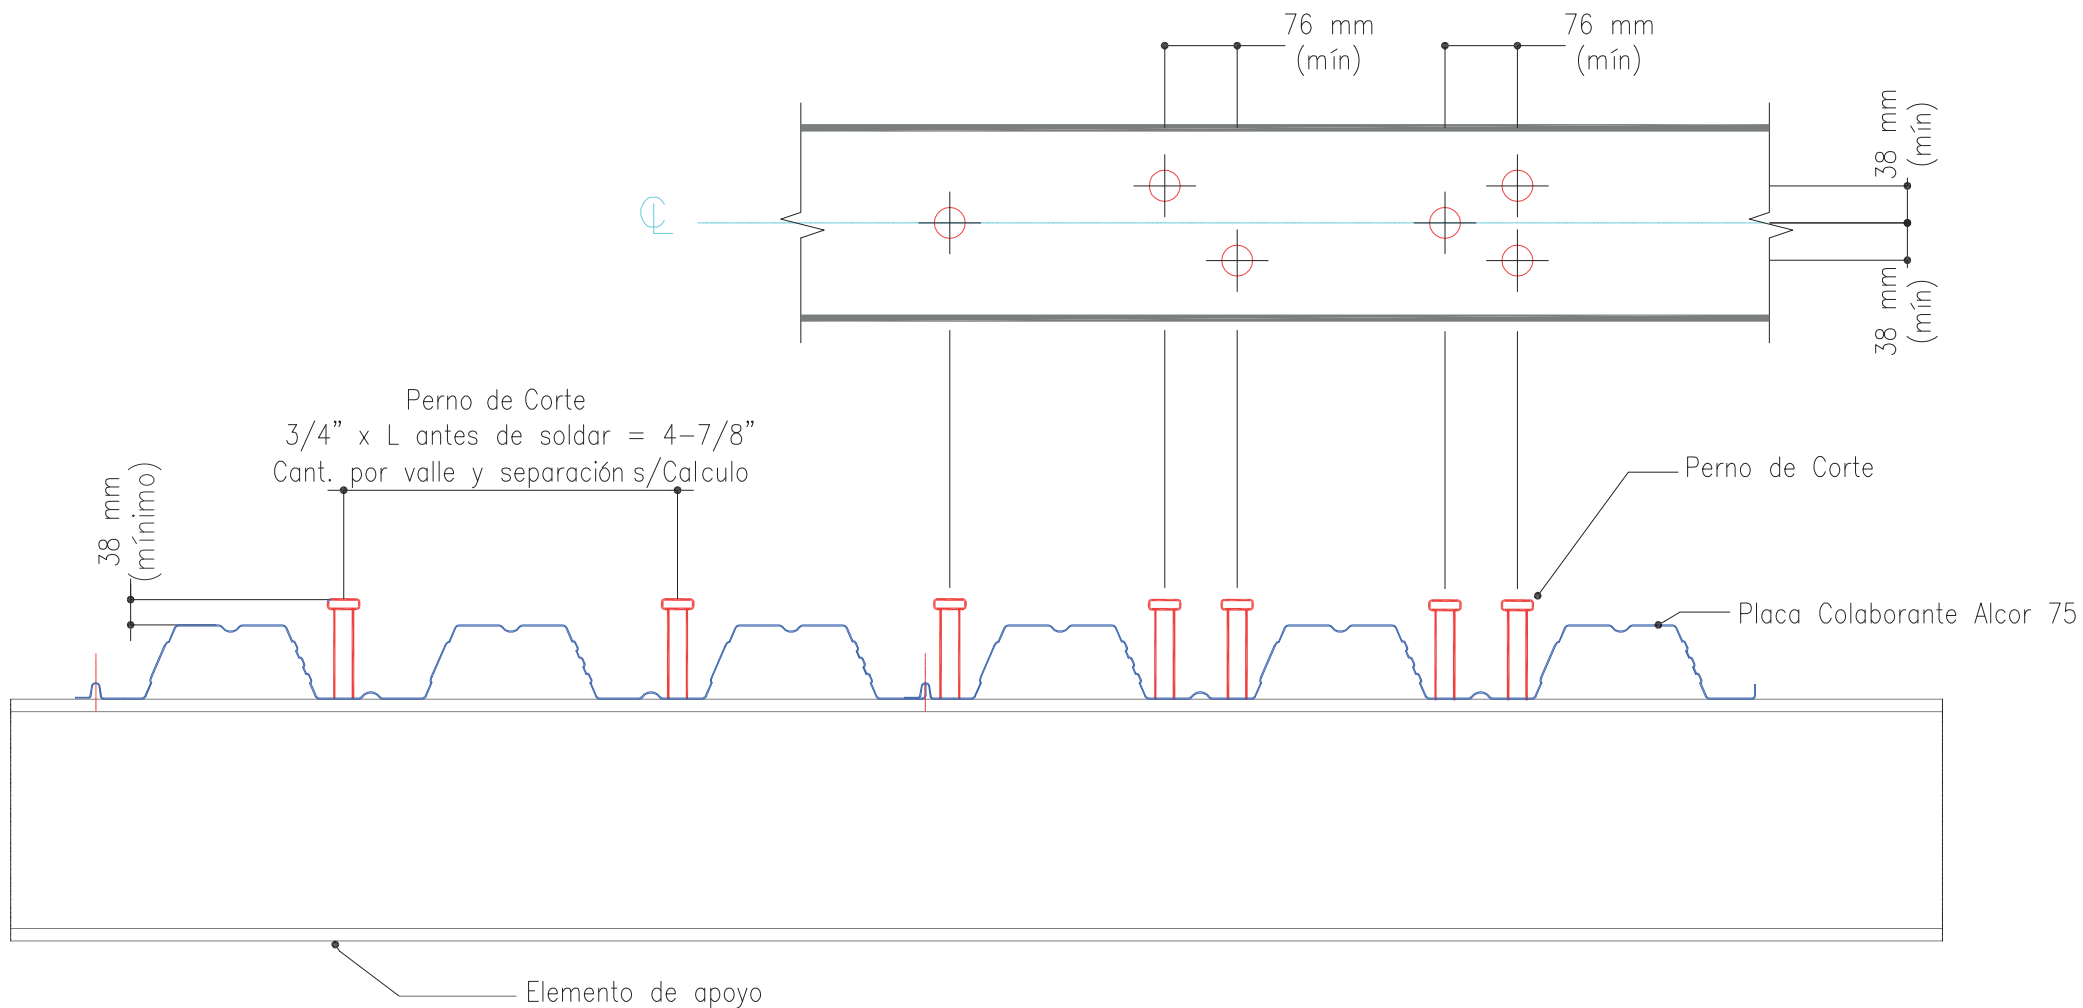 76 mm
(mín)
76 mm
(mín)
38 mm
(mín)
℄
38 mm
(mín)
Perno de Corte
3/4” x L antes de soldar = 4-7/8”
Cant. por valle y separación s/Calculo
38 mm
(mínimo)
Perno de Corte
Placa Colaborante Alcor 75
Elemento de apoyo